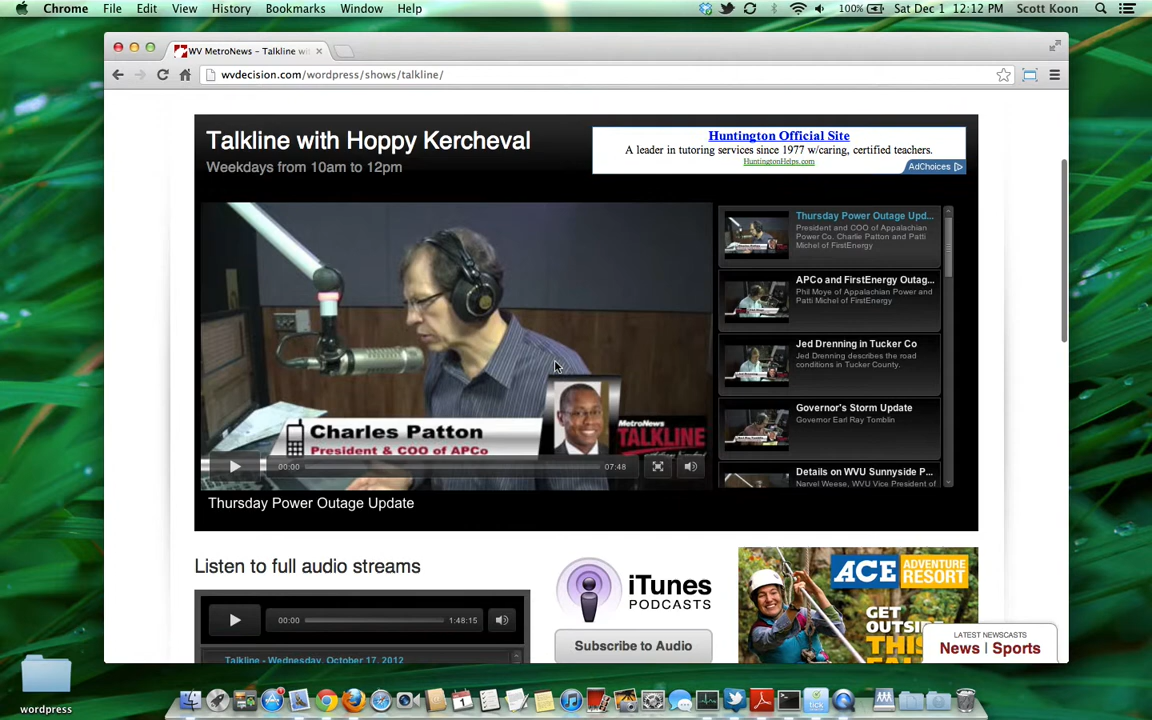 Chrome File Edit View History Bookmarks Window Help 100% Sat Dec 1 12:12 PM Scott Koon
WV MetroNews – Talkline wi
wvdecision.com/wordpress/shows/talkline/
Talkline with Hoppy Kercheval
Weekdays from 10am to 12pm
Huntington Official Site
A leader in tutoring services since 1977 w/caring, certified teachers.
HuntingtonHelps.com
AdChoices
Charles Patton
President & COO of APCo
MetroNews
TALKLINE
00:00 07:48
Thursday Power Outage Update
Thursday Power Outage Upd...
President and COO of Appalachian
Power Co. Charlie Patton and Patti
Michel of FirstEnergy
APCo and FirstEnergy Outag...
Phil Moye of Appalachian Power and
Patti Michel of FirstEnergy
Jed Drenning in Tucker Co
Jed Drenning describes the road
conditions in Tucker County.
Governor's Storm Update
Governor Earl Ray Tomblin
Details on WVU Sunnyside P...
Narvel Weese, WVU Vice President of
Listen to full audio streams
00:00 1:48:15
Talkline - Wednesday, October 17, 2012
iTunes
PODCASTS
Subscribe to Audio
ACE ADVENTURE
RESORT
GET
OUTSIDE
THIS
FALL
LATEST NEWSCASTS
News | Sports
wordpress
tick